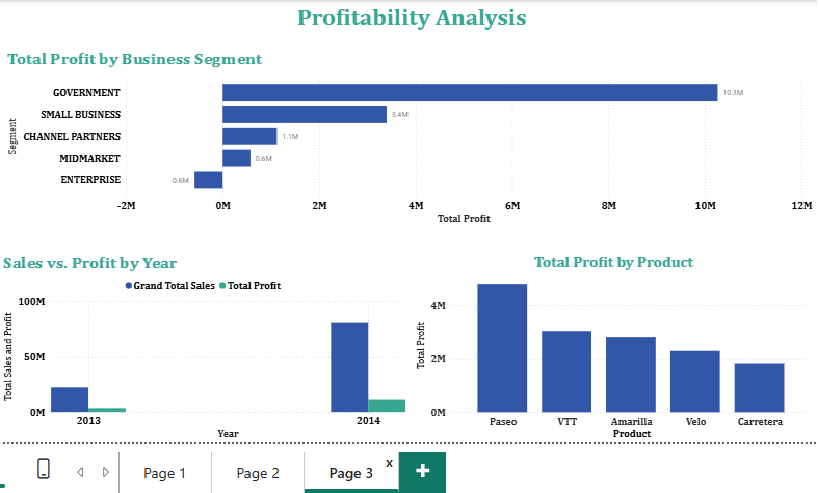 Profitability Analysis
Total Profit by Business Segment
Segment
GOVERNMENT
10.3M
SMALL BUSINESS
3.4M
CHANNEL PARTNERS
1.1M
MIDMARKET
0.6M
ENTERPRISE
-0.6M
-2M 0M 2M 4M 6M 8M 10M 12M
Total Profit
Sales vs. Profit by Year
Grand Total Sales Total Profit
Total Sales and Profit
100M
50M
0M
2013 2014
Year
Total Profit by Product
Total Profit
4M
2M
0M
Paseo VTT Amarilla Velo Carretera
Product
Page 1 Page 2 Page 3 x +